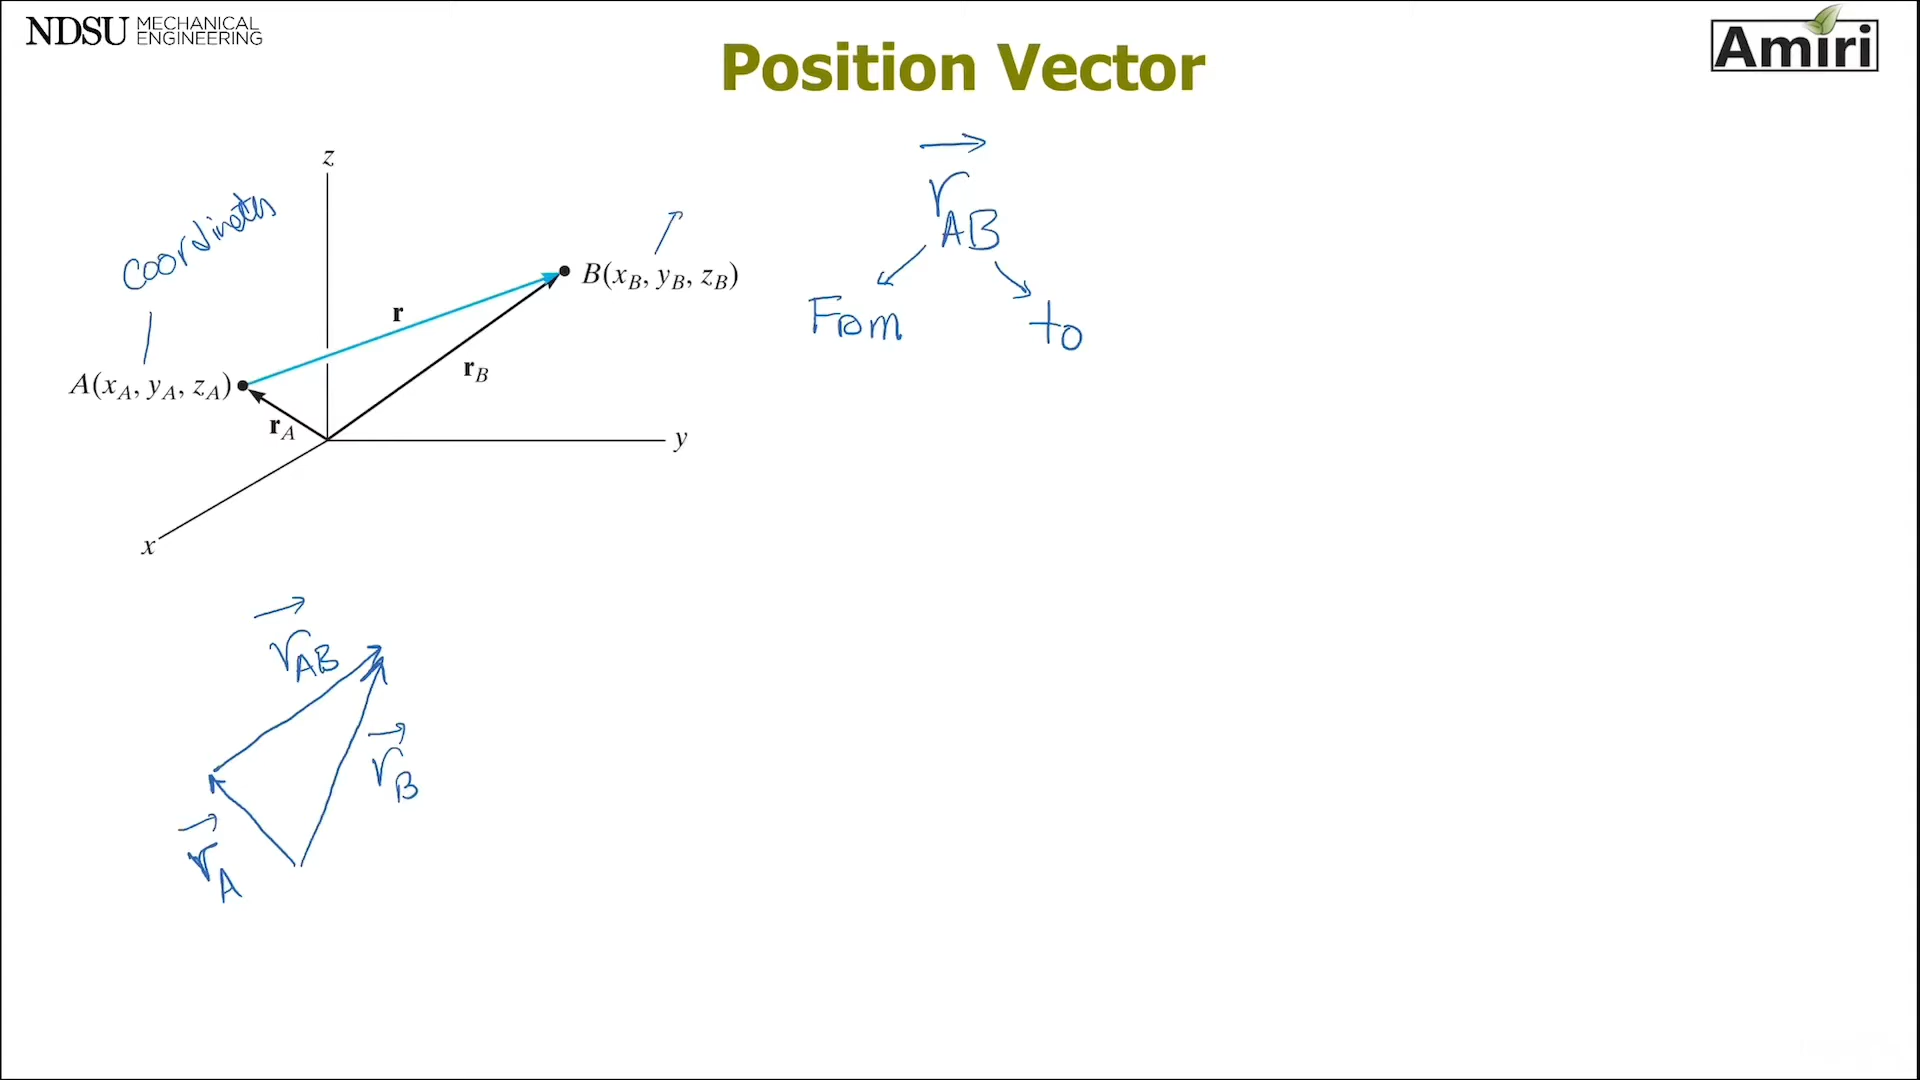 NDSU MECHANICAL ENGINEERING
Amiri
Position Vector
z
Coordinates
r
AB
From to
B(x_B, y_B, z_B)
r
r_B
A(x_A, y_A, z_A)
r_A
y
x
r_AB
r_B
r_A